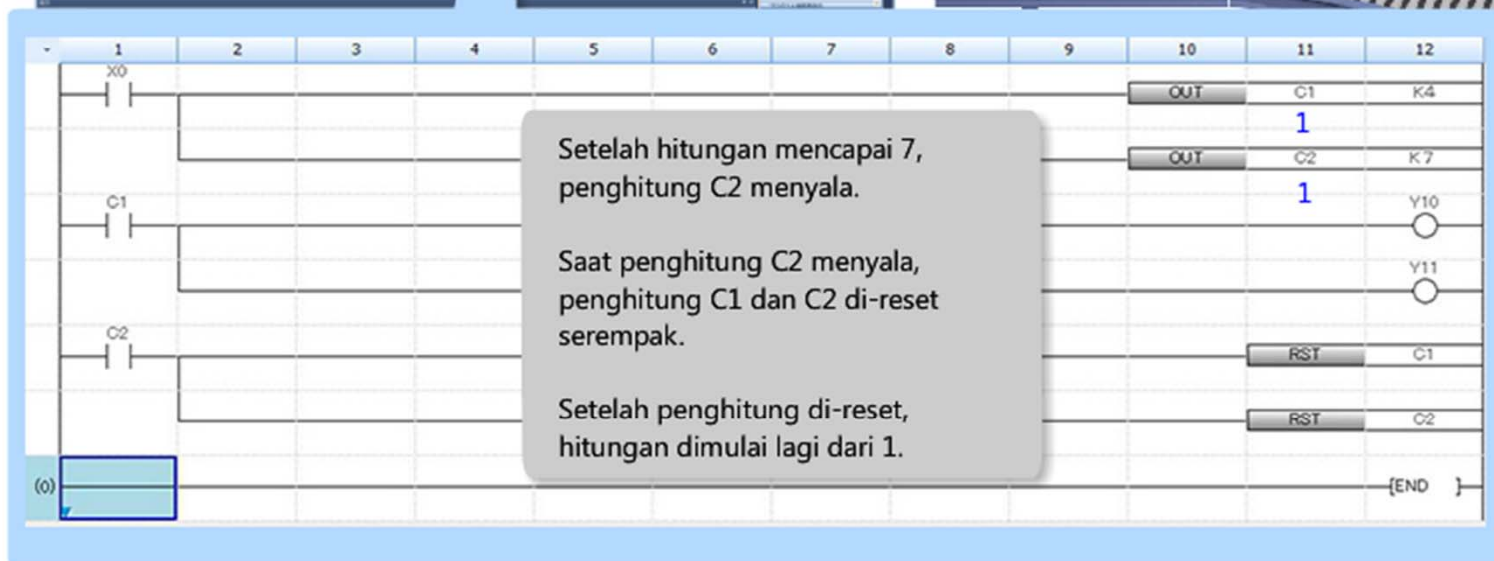 1 2 3 4 5 6 7 8 9 10 11 12
X0
OUT C1 K4
1
OUT C2 K7
1
C1
Y10
Y11
C2
RST C1
RST C2
(0) [END ]
Setelah hitungan mencapai 7,
penghitung C2 menyala.
Saat penghitung C2 menyala,
penghitung C1 dan C2 di-reset
serempak.
Setelah penghitung di-reset,
hitungan dimulai lagi dari 1.